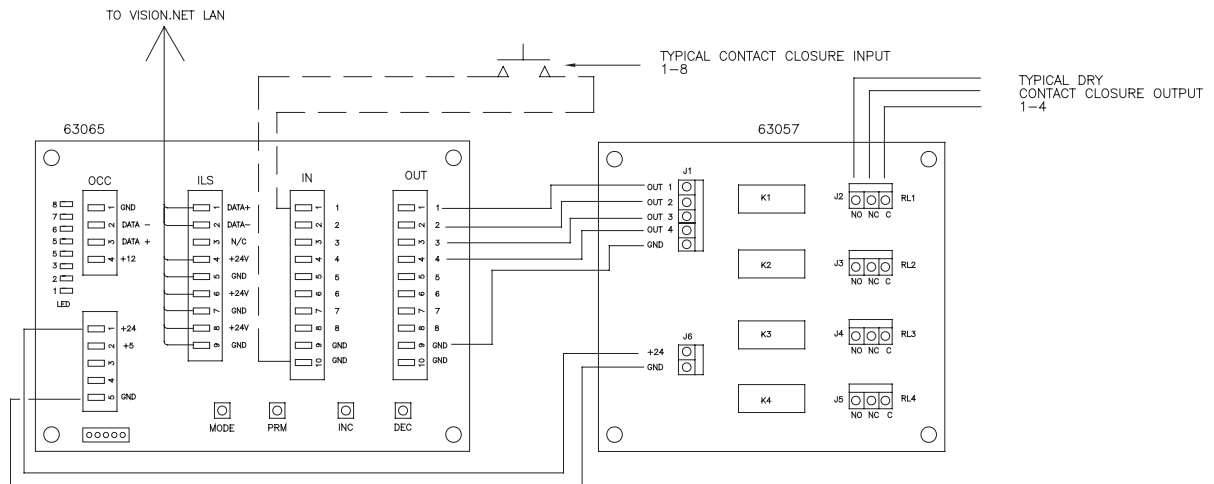 TO VISION.NET LAN
TYPICAL CONTACT CLOSURE INPUT
1-8
TYPICAL DRY
CONTACT CLOSURE OUTPUT
1-4
63065
63057
OCC
ILS
IN
OUT
8
7
6
5
5
3
2
1
LED
1 GND
2 DATA -
3 DATA +
4 +12
1 +24
2 +5
3
4
5 GND
1 DATA+
2 DATA-
3 N/C
4 +24V
5 GND
6 +24V
7 GND
8 +24V
9 GND
1 1
2 2
3 3
4 4
5 5
6 6
7 7
8 8
9 GND
10 GND
1 1
2 2
3 3
4 4
5 5
6 6
7 7
8 8
9 GND
10 GND
MODE
PRM
INC
DEC
J1
OUT 1
OUT 2
OUT 3
OUT 4
GND
J6
+24
GND
K1
K2
K3
K4
J2 RL1
NO NC C
J3 RL2
NO NC C
J4 RL3
NO NC C
J5 RL4
NO NC C